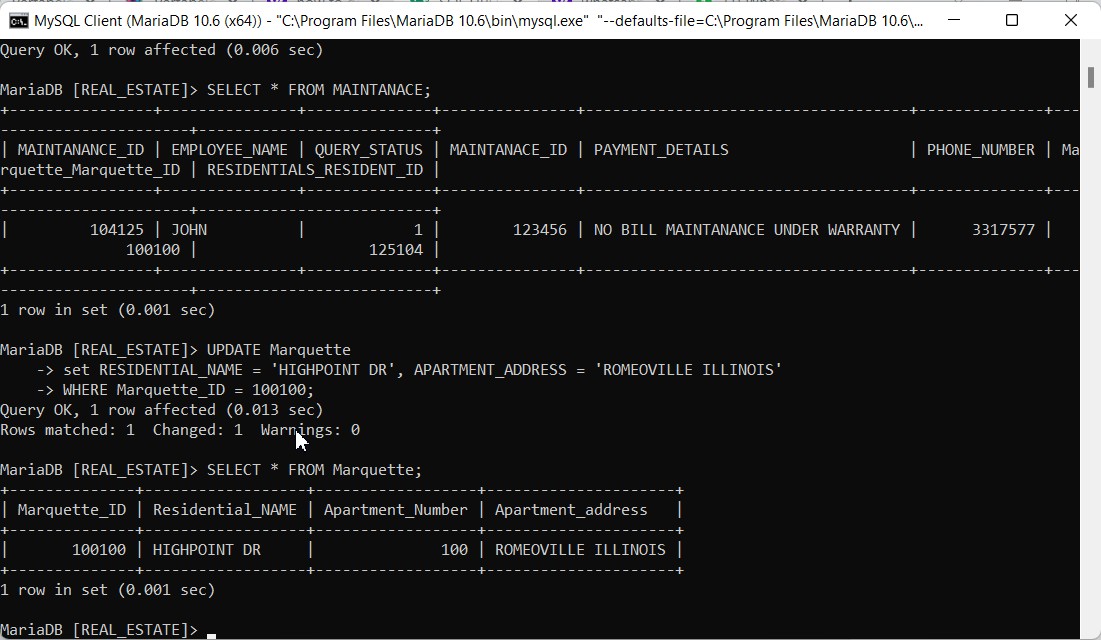 MySQL Client (MariaDB 10.6 (x64)) - "C:\Program Files\MariaDB 10.6\bin\mysql.exe" "--defaults-file=C:\Program Files\MariaDB 10.6\...
Query OK, 1 row affected (0.006 sec)
MariaDB [REAL_ESTATE]> SELECT * FROM MAINTANACE;
+----------------+---------------+--------------+---------------+------------------------------------+--------------+---
---------------------+--------------------------+
| MAINTANANCE_ID | EMPLOYEE_NAME | QUERY_STATUS | MAINTANACE_ID | PAYMENT_DETAILS                    | PHONE_NUMBER | Ma
rquette_Marquette_ID | RESIDENTIALS_RESIDENT_ID |
+----------------+---------------+--------------+---------------+------------------------------------+--------------+---
---------------------+--------------------------+
|         104125 | JOHN          |            1 |        123456 | NO BILL MAINTANANCE UNDER WARRANTY |      3317577 |
              100100 |                   125104 |
+----------------+---------------+--------------+---------------+------------------------------------+--------------+---
---------------------+--------------------------+
1 row in set (0.001 sec)
MariaDB [REAL_ESTATE]> UPDATE Marquette
    -> set RESIDENTIAL_NAME = 'HIGHPOINT DR', APARTMENT_ADDRESS = 'ROMEOVILLE ILLINOIS'
    -> WHERE Marquette_ID = 100100;
Query OK, 1 row affected (0.013 sec)
Rows matched: 1  Changed: 1  Warnings: 0
MariaDB [REAL_ESTATE]> SELECT * FROM Marquette;
+--------------+------------------+------------------+---------------------+
| Marquette_ID | Residential_NAME | Apartment_Number | Apartment_address   |
+--------------+------------------+------------------+---------------------+
|       100100 | HIGHPOINT DR     |              100 | ROMEOVILLE ILLINOIS |
+--------------+------------------+------------------+---------------------+
1 row in set (0.001 sec)
MariaDB [REAL_ESTATE]>